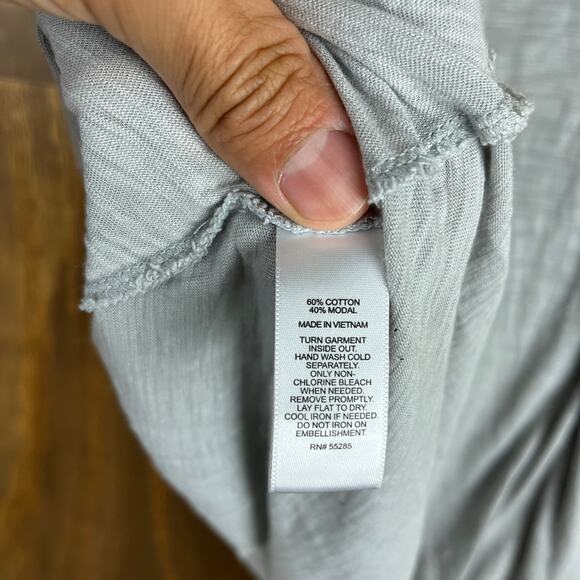 60% COTTON
40% MODAL
MADE IN VIETNAM
TURN GARMENT
INSIDE OUT.
HAND WASH COLD
SEPARATELY.
ONLY NON-
CHLORINE BLEACH
WHEN NEEDED.
REMOVE PROMPTLY.
LAY FLAT TO DRY.
COOL IRON IF NEEDED.
DO NOT IRON ON
EMBELLISHMENT.
RN# 55285